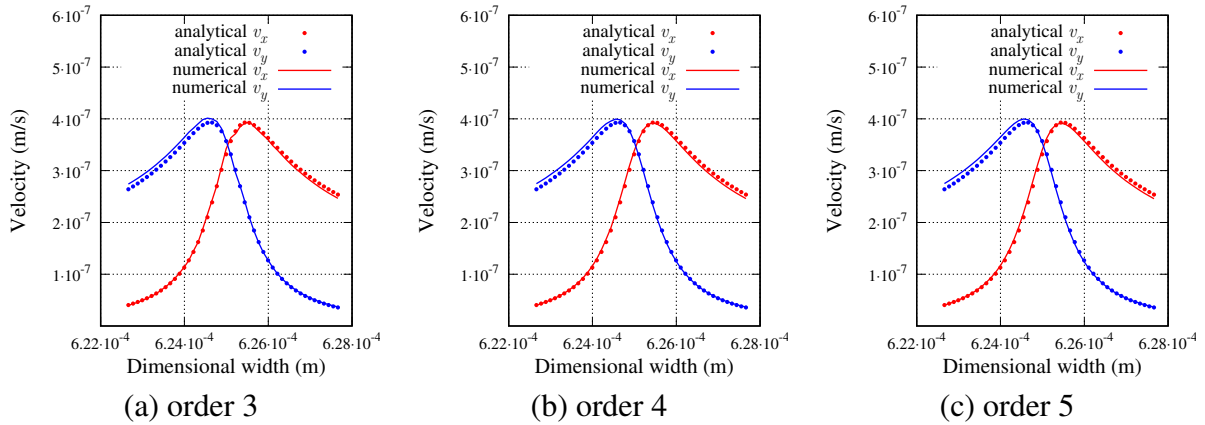 6·10⁻⁷
5·10⁻⁷
4·10⁻⁷
3·10⁻⁷
2·10⁻⁷
1·10⁻⁷
Velocity (m/s)
analytical vₓ
analytical v_y
numerical vₓ
numerical v_y
6.22·10⁻⁴ 6.24·10⁻⁴ 6.26·10⁻⁴ 6.28·10⁻⁴
Dimensional width (m)
(a) order 3
6·10⁻⁷
5·10⁻⁷
4·10⁻⁷
3·10⁻⁷
2·10⁻⁷
1·10⁻⁷
Velocity (m/s)
analytical vₓ
analytical v_y
numerical vₓ
numerical v_y
6.22·10⁻⁴ 6.24·10⁻⁴ 6.26·10⁻⁴ 6.28·10⁻⁴
Dimensional width (m)
(b) order 4
6·10⁻⁷
5·10⁻⁷
4·10⁻⁷
3·10⁻⁷
2·10⁻⁷
1·10⁻⁷
Velocity (m/s)
analytical vₓ
analytical v_y
numerical vₓ
numerical v_y
6.22·10⁻⁴ 6.24·10⁻⁴ 6.26·10⁻⁴ 6.28·10⁻⁴
Dimensional width (m)
(c) order 5